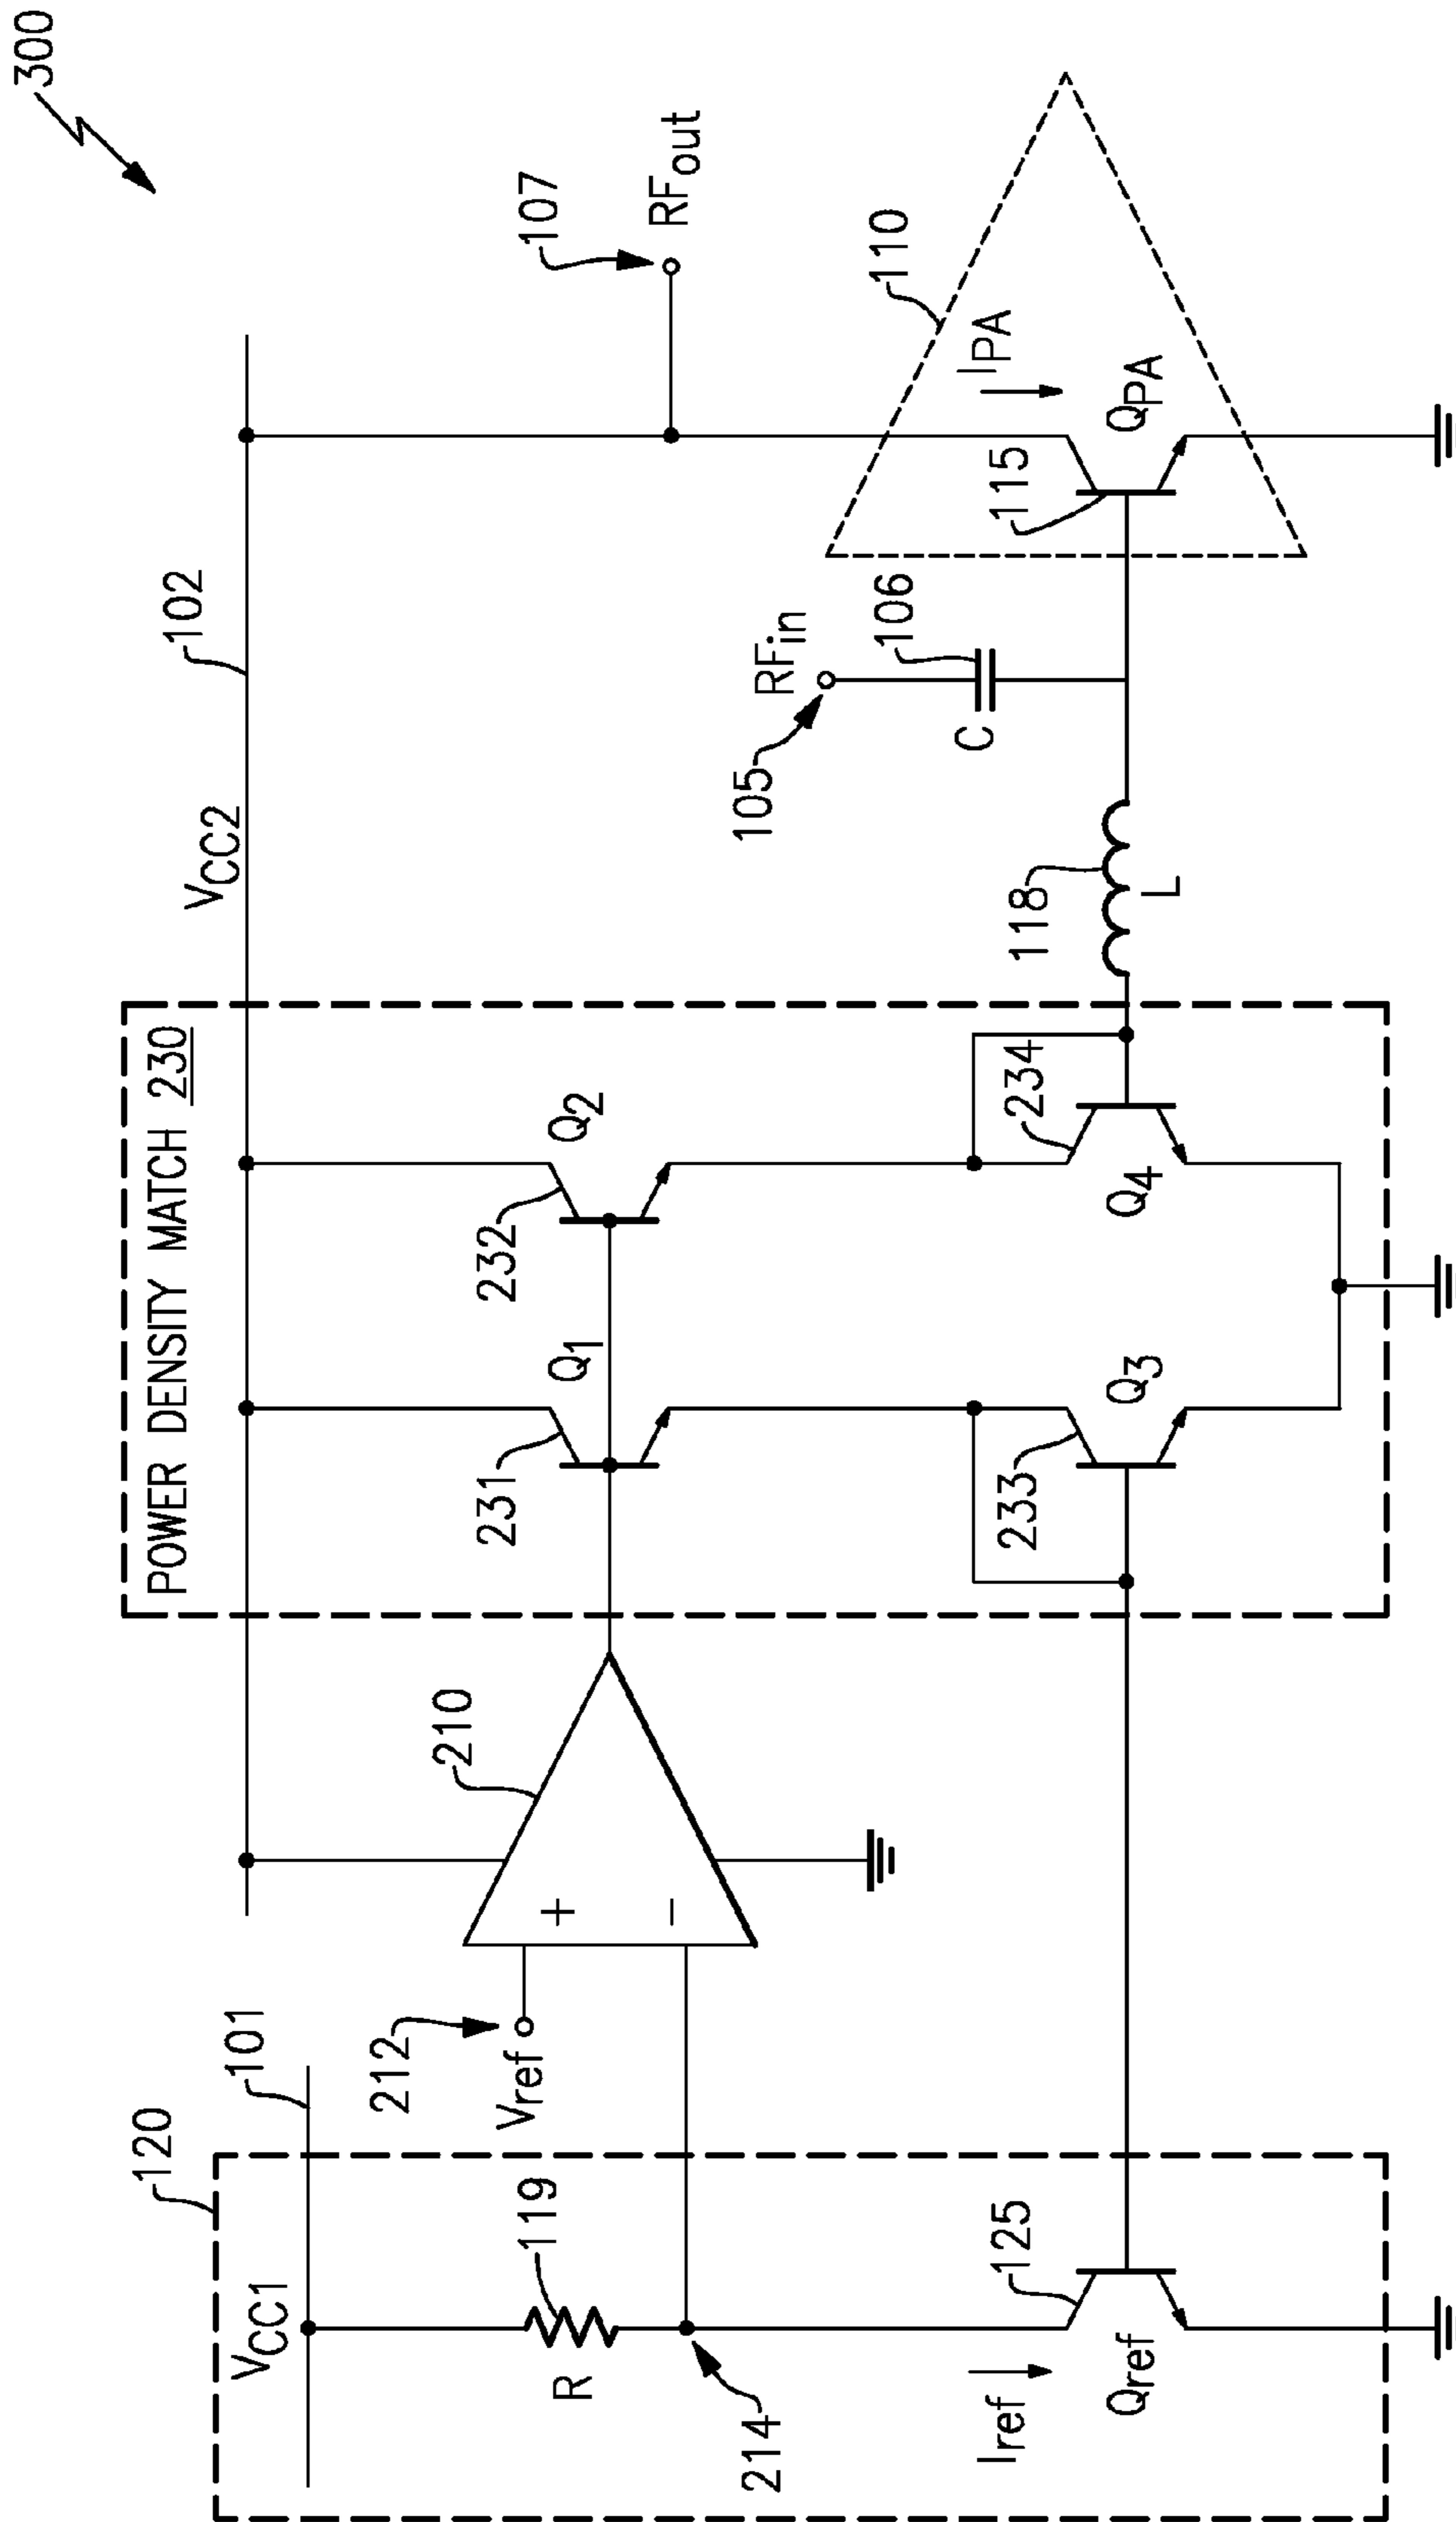 300
120
101
VCC1
119
R
214
Iref
125
Qref
212
Vref
+
−
210
POWER DENSITY MATCH 230
231
Q1
232
Q2
233
Q3
234
Q4
VCC2
102
118
L
105
RFin
106
C
107
RFout
110
IPA
115
QPA